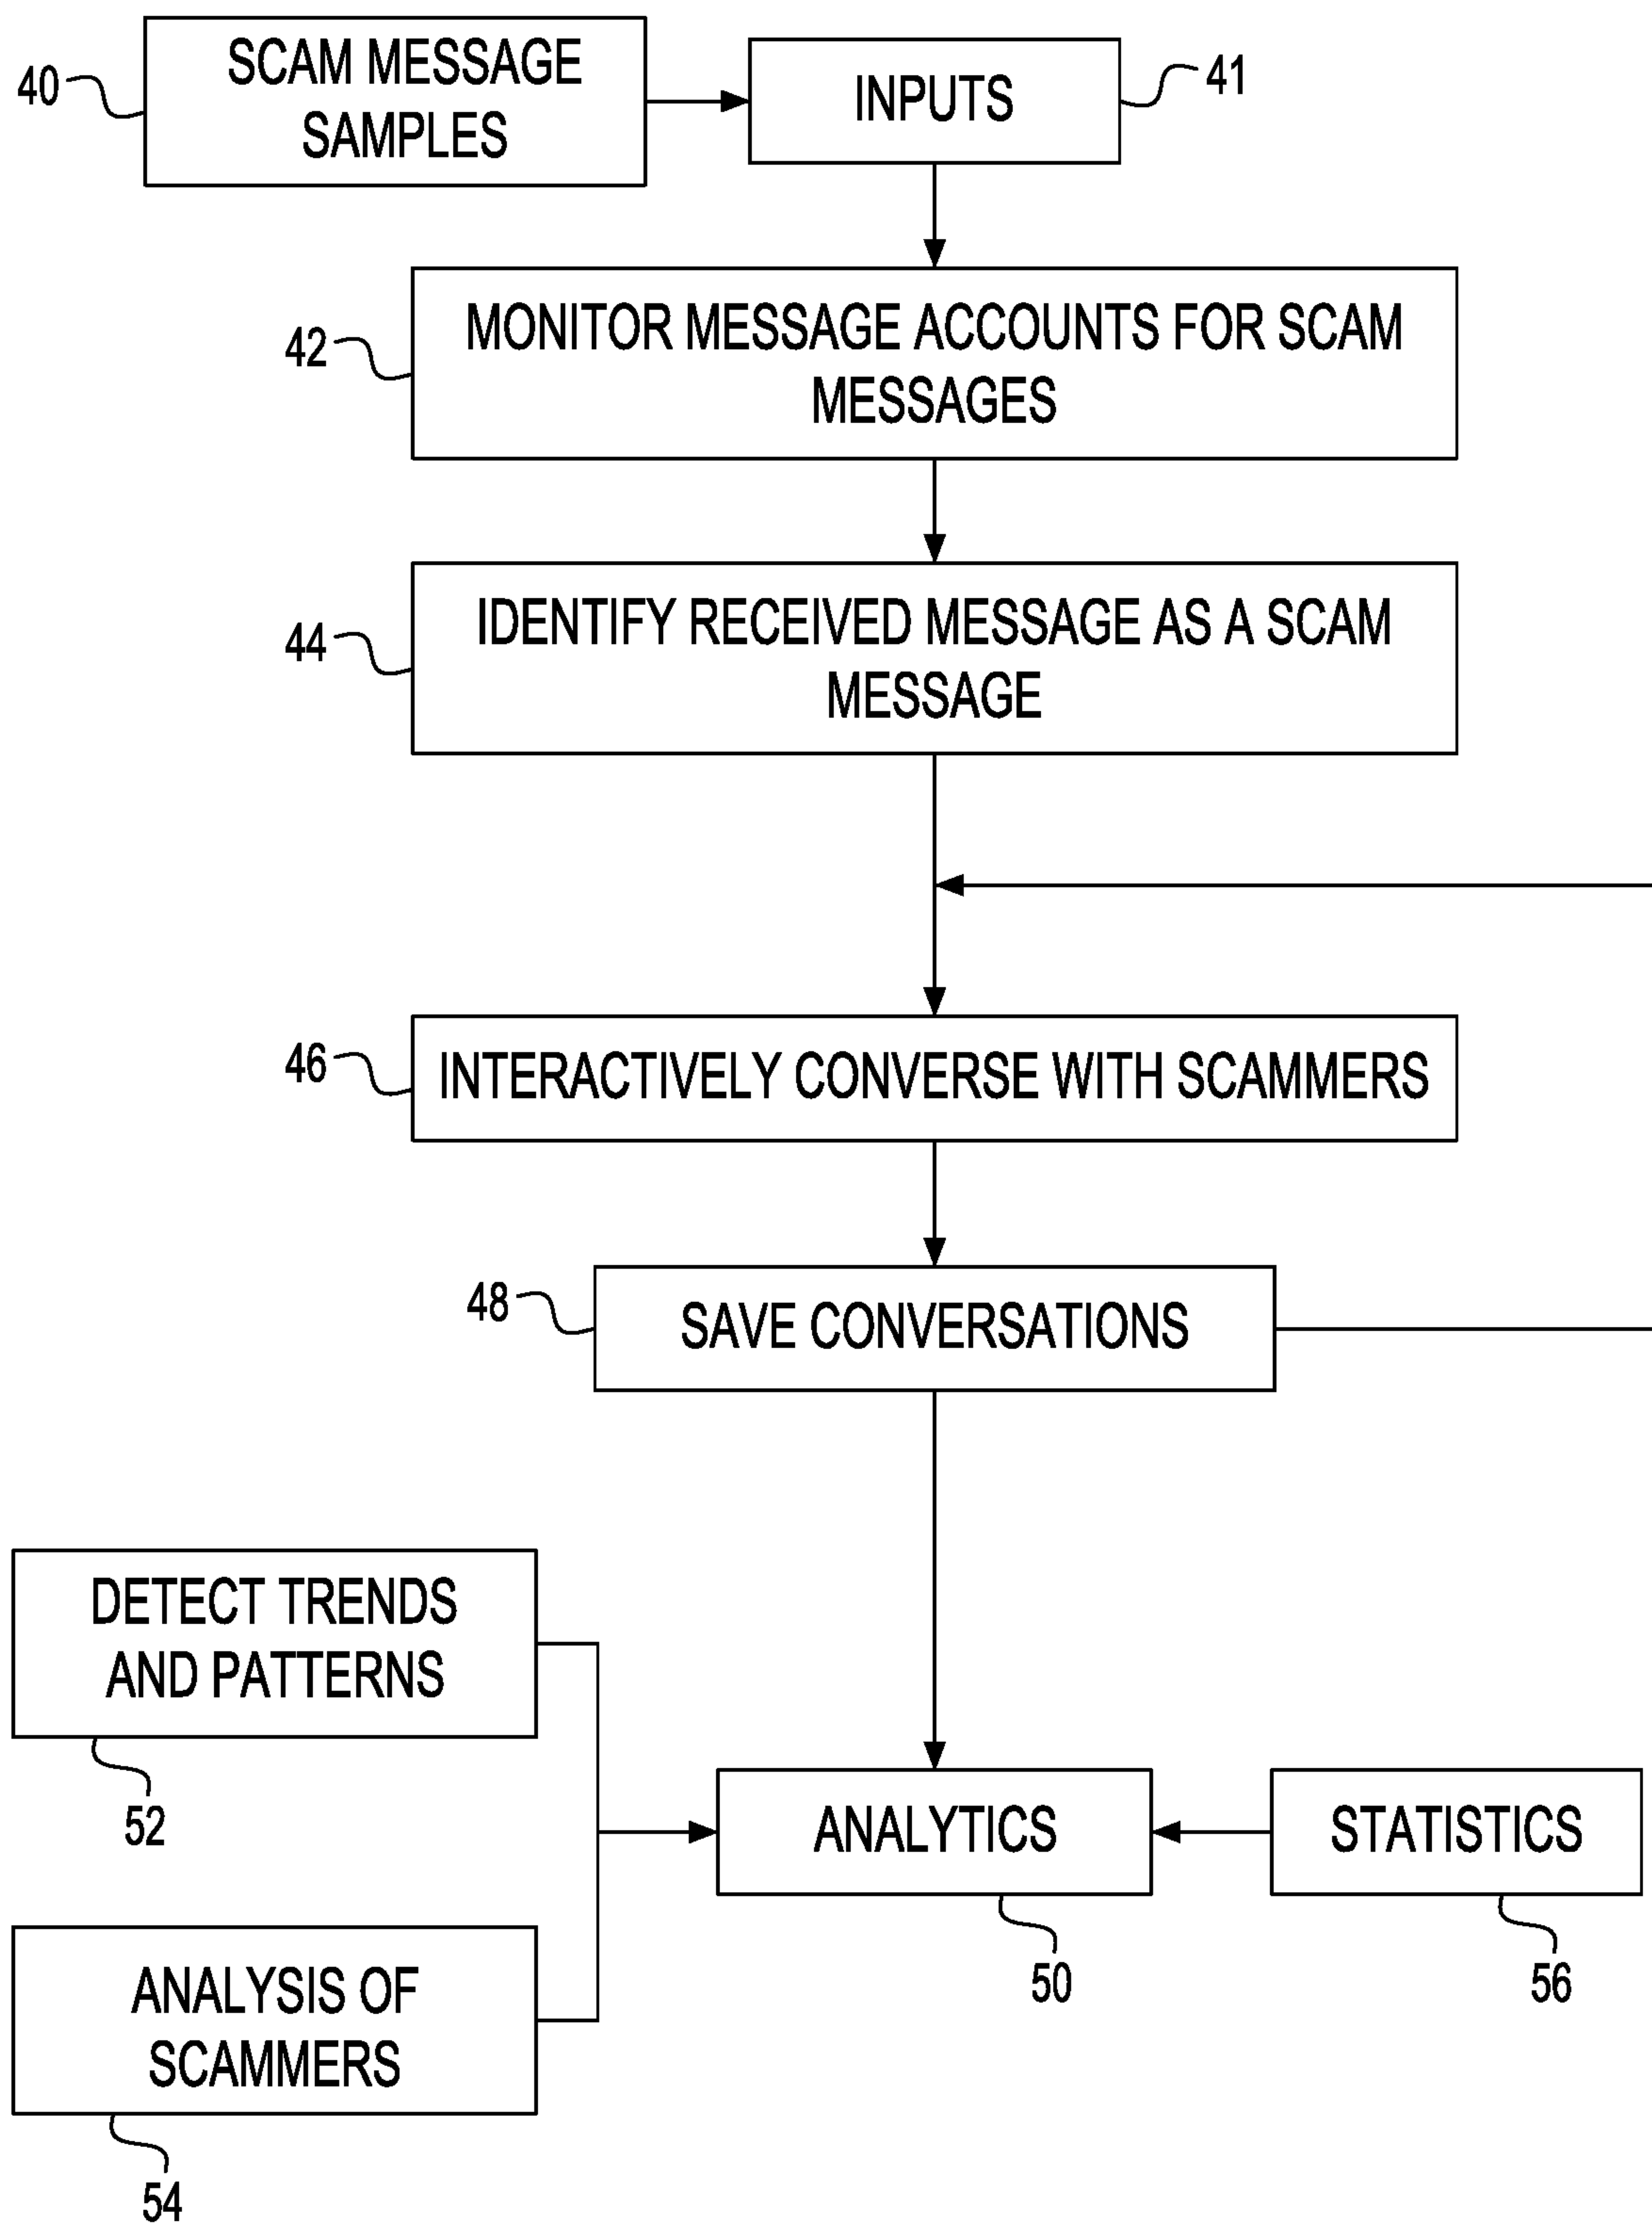 SCAM MESSAGE
SAMPLES
40
INPUTS
41
MONITOR MESSAGE ACCOUNTS FOR SCAM
MESSAGES
42
IDENTIFY RECEIVED MESSAGE AS A SCAM
MESSAGE
44
INTERACTIVELY CONVERSE WITH SCAMMERS
46
SAVE CONVERSATIONS
48
DETECT TRENDS
AND PATTERNS
52
ANALYTICS
50
STATISTICS
56
ANALYSIS OF
SCAMMERS
54